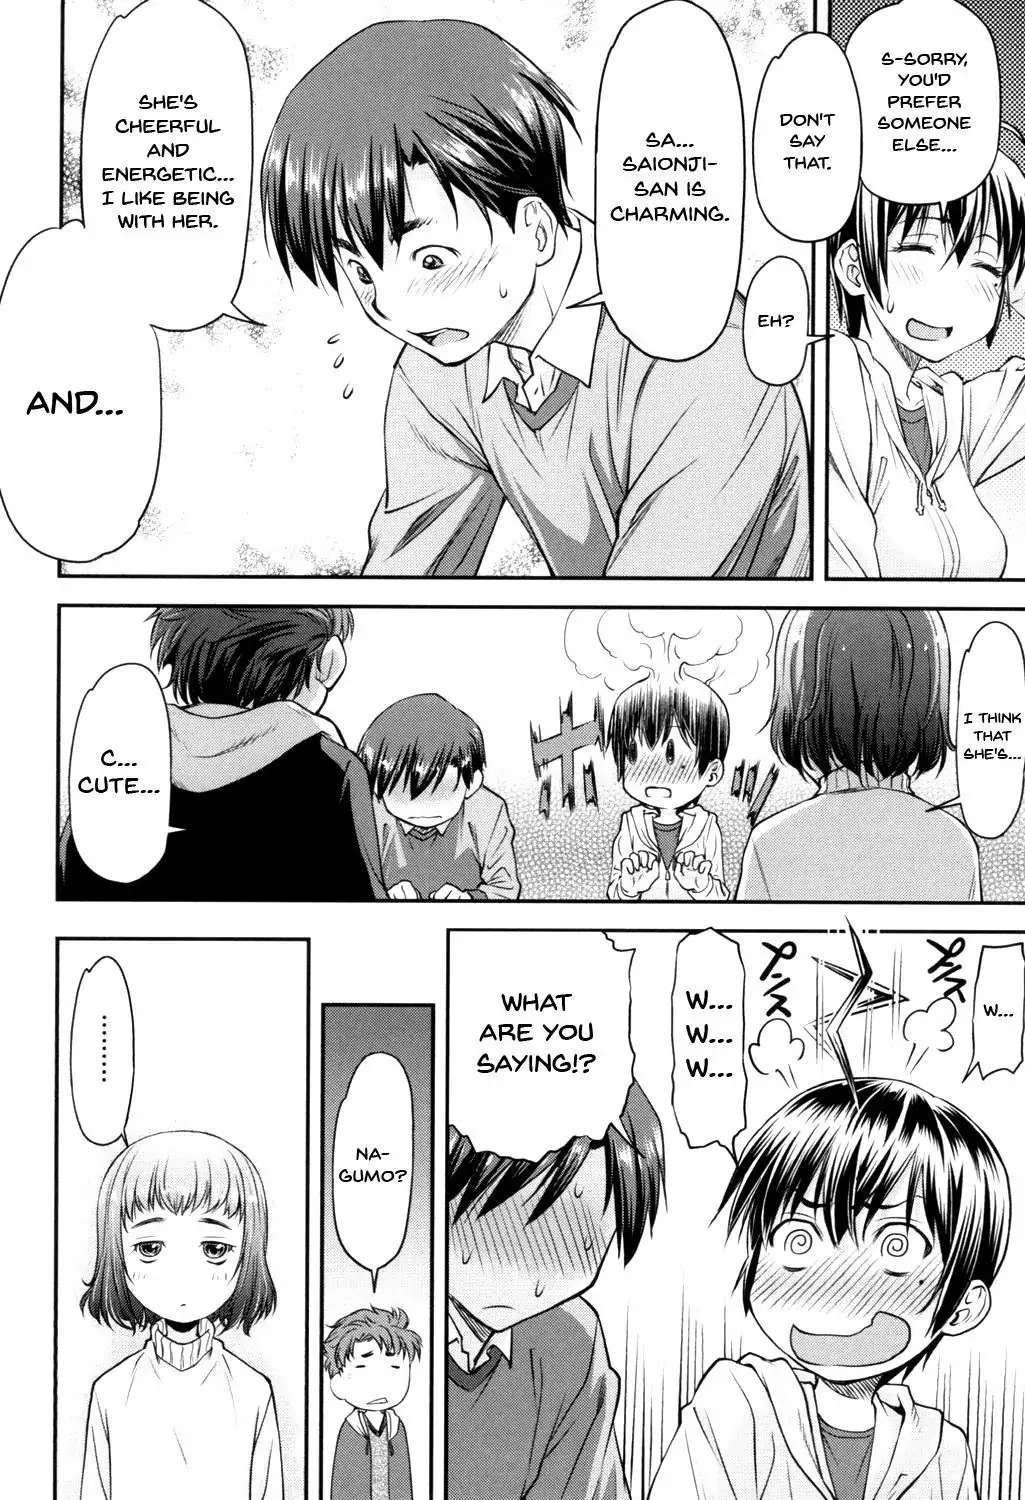 S-SORRY,
YOU'D
PREFER
SOMEONE
ELSE...
DON'T
SAY
THAT.
EH?
SA...
SAIONJI-
SAN IS
CHARMING.
SHE'S
CHEERFUL
AND
ENERGETIC...
I LIKE BEING
WITH HER.
AND...
I THINK
THAT
SHE'S...
C...
CUTE...
W...
W...
W...
W...
WHAT
ARE YOU
SAYING!?
NA-
GUMO?
.........